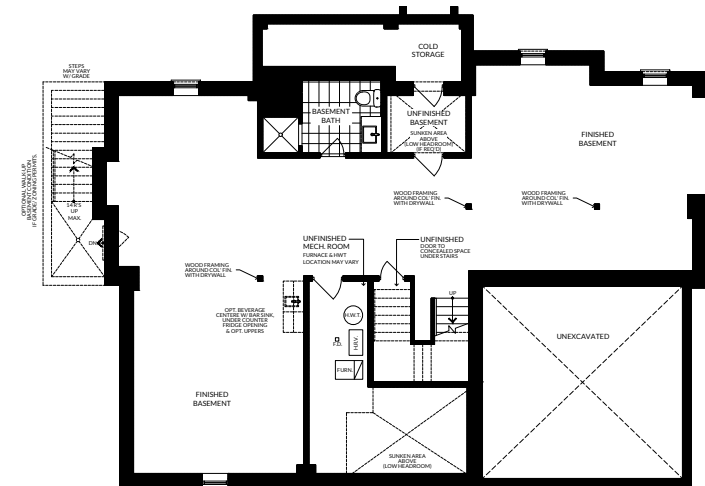 COLD
STORAGE
STEPS
MAY VARY
W/ GRADE
BASEMENT
BATH
UNFINISHED
BASEMENT
SUNKEN AREA
ABOVE
(LOW HEADROOM)
(IF REQ'D)
FINISHED
BASEMENT
OPTIONAL WALK-UP
BASEMENT CONDITION
IF GRADE/ ZONING PERMITS.
14 R'S
UP
MAX.
DN
WOOD FRAMING
AROUND COL' FIN.
WITH DRYWALL
WOOD FRAMING
AROUND COL' FIN.
WITH DRYWALL
WOOD FRAMING
AROUND COL' FIN.
WITH DRYWALL
UNFINISHED
MECH. ROOM
FURNACE & HWT
LOCATION MAY VARY
UNFINISHED
DOOR TO
CONCEALED SPACE
UNDER STAIRS
UP
OPT. BEVERAGE
CENTERE W/ BAR SINK,
UNDER COUNTER
FRIDGE OPENING
& OPT. UPPERS
H.W.T.
F.D.
H.R.V.
FURN.
UNEXCAVATED
FINISHED
BASEMENT
SUNKEN AREA
ABOVE
(LOW HEADROOM)